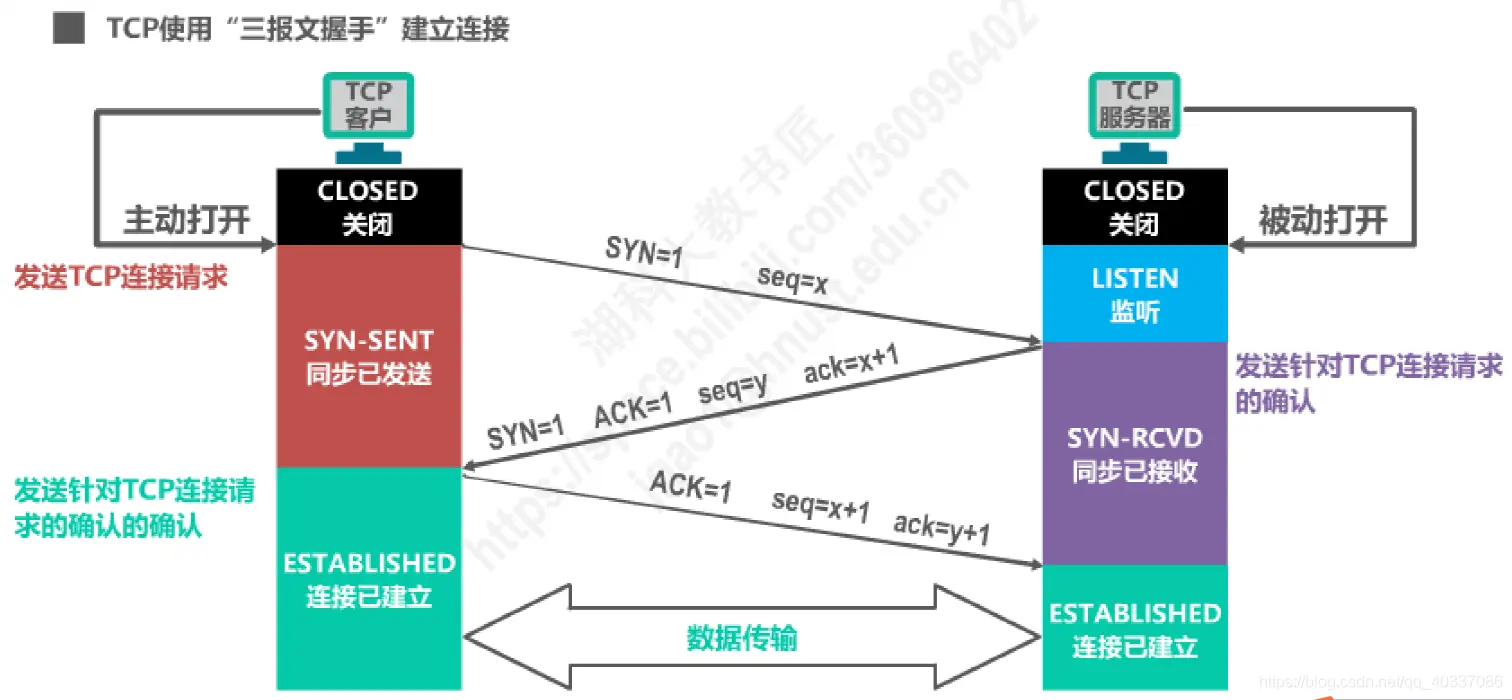 TCP使用“三报文握手”建立连接
TCP
客户
TCP
服务器
CLOSED
关闭
CLOSED
关闭
主动打开
被动打开
发送TCP连接请求
SYN=1 seq=x
LISTEN
监听
SYN-SENT
同步已发送
SYN=1 ACK=1 seq=y ack=x+1
发送针对TCP连接请求
的确认
SYN-RCVD
同步已接收
发送针对TCP连接请
求的确认的确认
ACK=1 seq=x+1 ack=y+1
ESTABLISHED
连接已建立
数据传输
ESTABLISHED
连接已建立
湖科大教书匠
https://space.bilibili.com/360996402
https://blog.csdn.net/qq_40337086